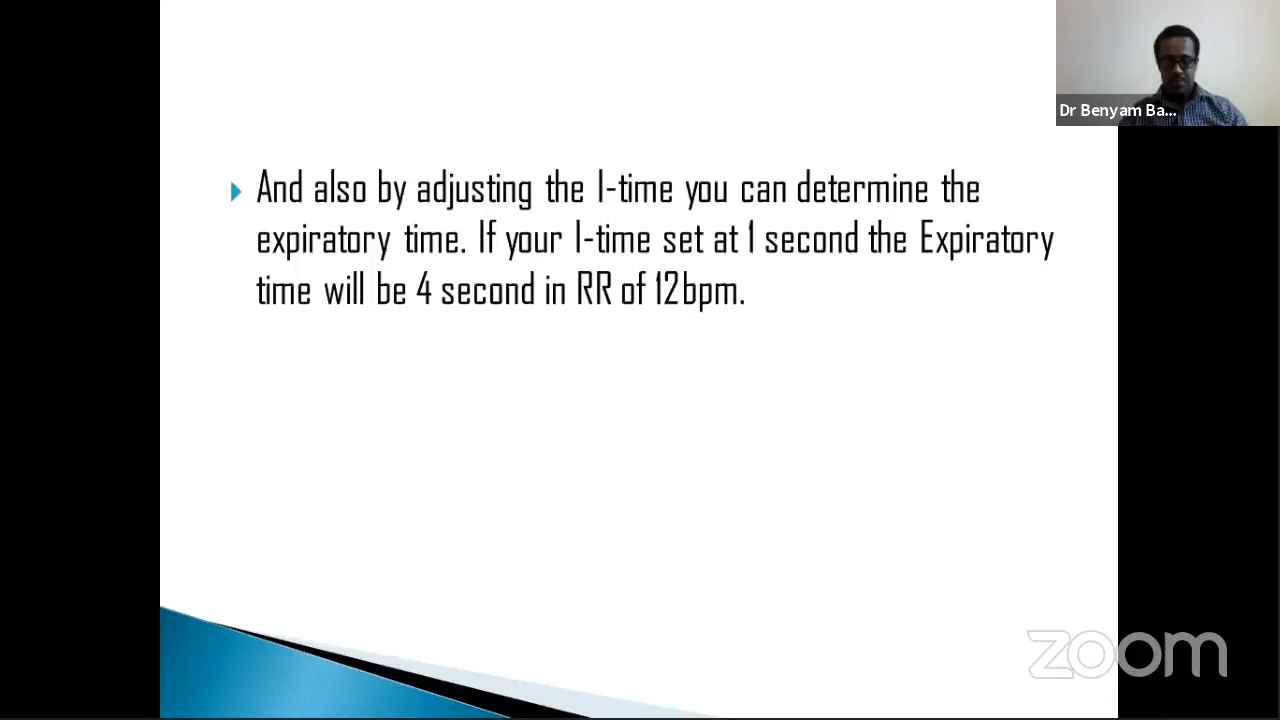 Dr Benyam Ba...
And also by adjusting the I-time you can determine the
expiratory time. If your I-time set at 1 second the Expiratory
time will be 4 second in RR of 12bpm.
zoom